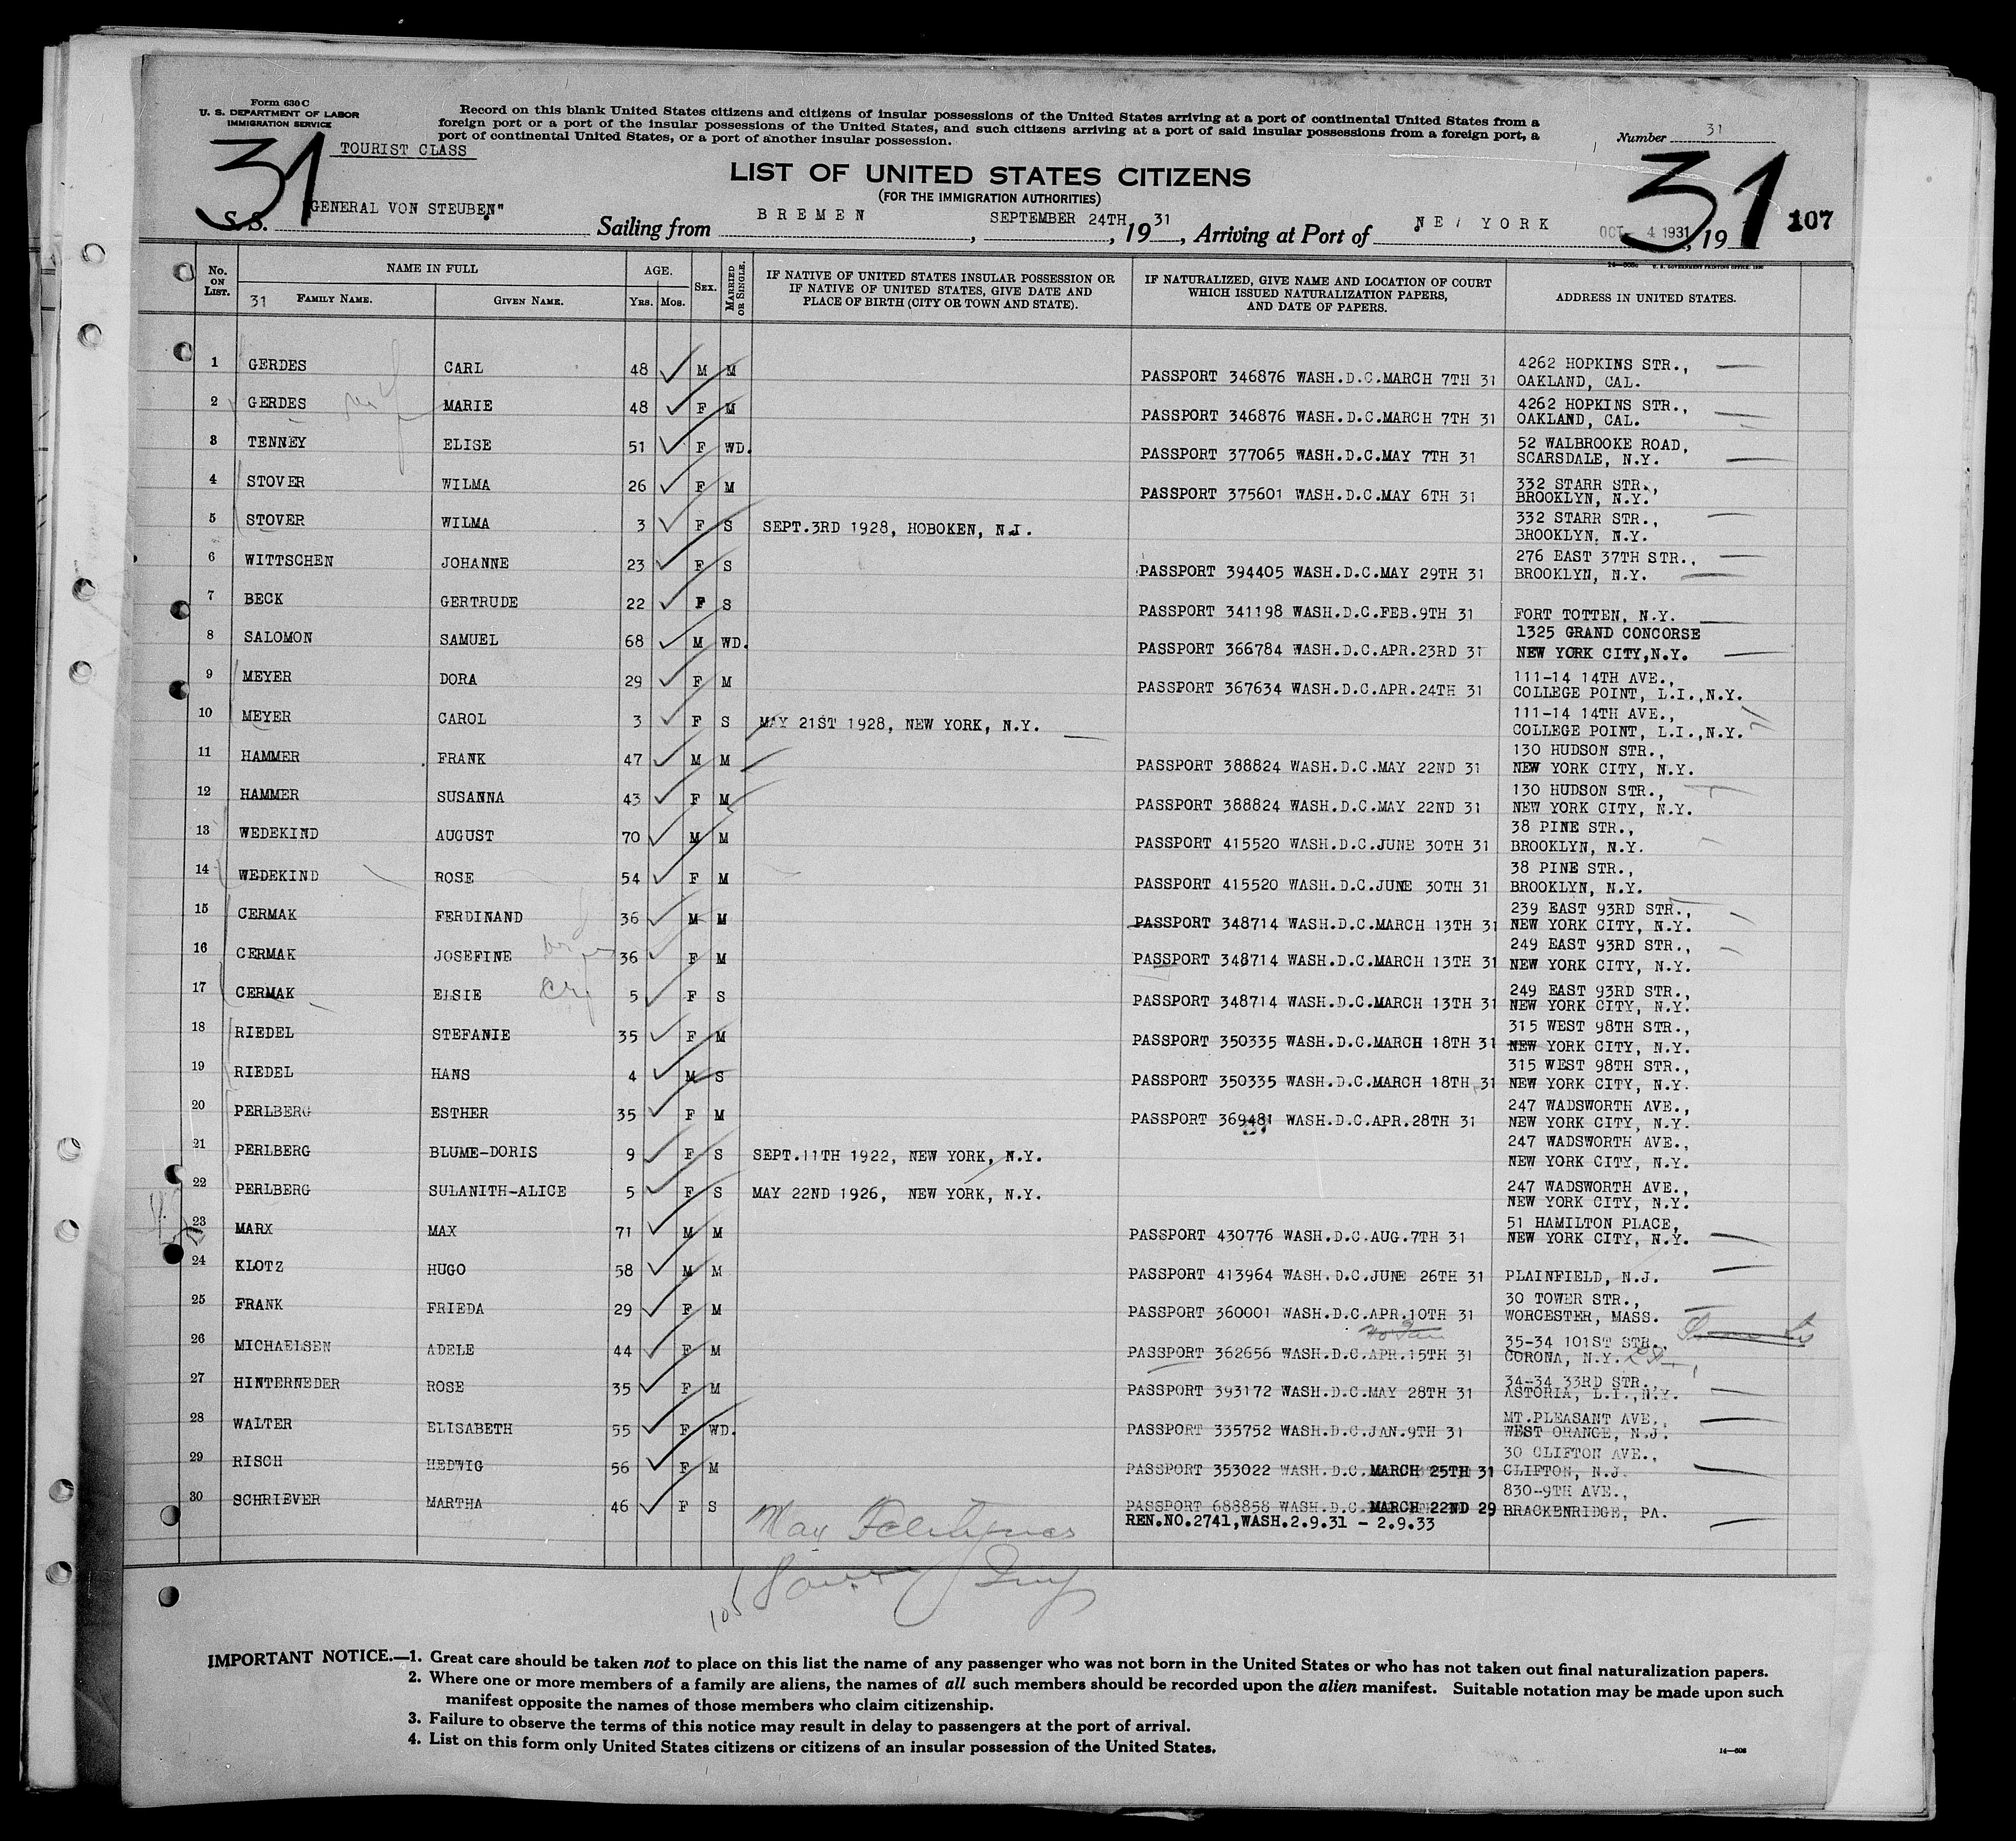 Form 630 C
U. S. DEPARTMENT OF LABOR
IMMIGRATION SERVICE
Record on this blank United States citizens and citizens of insular possessions of the United States arriving at a port of continental United States from a
foreign port or a port of the insular possessions of the United States, and such citizens arriving at a port of said insular possessions from a foreign port, a
port of continental United States, or a port of another insular possession.
Number 31
31 TOURIST CLASS
LIST OF UNITED STATES CITIZENS 31
(FOR THE IMMIGRATION AUTHORITIES)
S. S. "GENERAL VON STEUBEN" Sailing from BREMEN, SEPTEMBER 24TH, 1931, Arriving at Port of NEW YORK OCT - 4 1931, 19 107
14—608c U. S. GOVERNMENT PRINTING OFFICE: 1930
No. ON LIST. NAME IN FULL AGE. SEX. MARRIED OR SINGLE. IF NATIVE OF UNITED STATES INSULAR POSSESSION OR IF NATIVE OF UNITED STATES, GIVE DATE AND PLACE OF BIRTH (CITY OR TOWN AND STATE). IF NATURALIZED, GIVE NAME AND LOCATION OF COURT WHICH ISSUED NATURALIZATION PAPERS, AND DATE OF PAPERS. ADDRESS IN UNITED STATES.
31 FAMILY NAME. GIVEN NAME. YRS. MOS.
1 GERDES CARL 48 M M PASSPORT 346876 WASH.D.C.MARCH 7TH 31 4262 HOPKINS STR., OAKLAND, CAL.
2 GERDES MARIE 48 F M PASSPORT 346876 WASH.D.C.MARCH 7TH 31 4262 HOPKINS STR., OAKLAND, CAL.
3 TENNEY ELISE 51 F WD. PASSPORT 377065 WASH.D.C.MAY 7TH 31 52 WALBROOKE ROAD, SCARSDALE, N.Y.
4 STOVER WILMA 26 F M PASSPORT 375601 WASH.D.C.MAY 6TH 31 332 STARR STR., BROOKLYN, N.Y.
5 STOVER WILMA 3 F S SEPT.3RD 1928, HOBOKEN, N.J. 332 STARR STR., BROOKLYN, N.Y.
6 WITTSCHEN JOHANNE 23 F S PASSPORT 394405 WASH.D.C.MAY 29TH 31 276 EAST 37TH STR., BROOKLYN, N.Y.
7 BECK GERTRUDE 22 F S PASSPORT 341198 WASH.D.C.FEB.9TH 31 FORT TOTTEN, N.Y.
8 SALOMON SAMUEL 68 M WD. PASSPORT 366784 WASH.D.C.APR.23RD 31 1325 GRAND CONCORSE NEW YORK CITY,N.Y.
9 MEYER DORA 29 F M PASSPORT 367634 WASH.D.C.APR.24TH 31 111-14 14TH AVE., COLLEGE POINT, L.I.,N.Y.
10 MEYER CAROL 3 F S MAY 21ST 1928, NEW YORK, N.Y. 111-14 14TH AVE., COLLEGE POINT, L.I.,N.Y.
11 HAMMER FRANK 47 M M PASSPORT 388824 WASH.D.C.MAY 22ND 31 130 HUDSON STR., NEW YORK CITY, N.Y.
12 HAMMER SUSANNA 43 F M PASSPORT 388824 WASH.D.C.MAY 22ND 31 130 HUDSON STR., NEW YORK CITY, N.Y.
13 WEDEKIND AUGUST 70 M M PASSPORT 415520 WASH.D.C.JUNE 30TH 31 38 PINE STR., BROOKLYN, N.Y.
14 WEDEKIND ROSE 54 F M PASSPORT 415520 WASH.D.C.JUNE 30TH 31 38 PINE STR., BROOKLYN, N.Y.
15 CERMAK FERDINAND 36 M M PASSPORT 348714 WASH.D.C.MARCH 13TH 31 239 EAST 93RD STR., NEW YORK CITY, N.Y.
16 CERMAK JOSEFINE 36 F M PASSPORT 348714 WASH.D.C.MARCH 13TH 31 249 EAST 93RD STR., NEW YORK CITY, N.Y.
17 CERMAK ELSIE 5 F S PASSPORT 348714 WASH.D.C.MARCH 13TH 31 249 EAST 93RD STR., NEW YORK CITY, N.Y.
18 RIEDEL STEFANIE 35 F M PASSPORT 350335 WASH.D.C.MARCH 18TH 31 315 WEST 98TH STR., NEW YORK CITY, N.Y.
19 RIEDEL HANS 4 M S PASSPORT 350335 WASH.D.C.MARCH 18TH 31 315 WEST 98TH STR., NEW YORK CITY, N.Y.
20 PERLBERG ESTHER 35 F M PASSPORT 369481 WASH.D.C.APR.28TH 31 247 WADSWORTH AVE., NEW YORK CITY, N.Y.
21 PERLBERG BLUME-DORIS 9 F S SEPT.11TH 1922, NEW YORK, N.Y. 247 WADSWORTH AVE., NEW YORK CITY, N.Y.
22 PERLBERG SULANITH-ALICE 5 F S MAY 22ND 1926, NEW YORK, N.Y. 247 WADSWORTH AVE., NEW YORK CITY, N.Y.
23 MARX MAX 71 M M PASSPORT 430776 WASH.D.C.AUG.7TH 31 51 HAMILTON PLACE, NEW YORK CITY, N.Y.
24 KLOTZ HUGO 58 M M PASSPORT 413964 WASH.D.C.JUNE 26TH 31 PLAINFIELD, N.J.
25 FRANK FRIEDA 29 F M PASSPORT 360001 WASH.D.C.APR.10TH 31 30 TOWER STR., WORCESTER, MASS.
26 MICHAELSEN ADELE 44 F M PASSPORT 362656 WASH.D.C.APR.15TH 31 35-34 101ST STR., CORONA, N.Y.
27 HINTERNEDER ROSE 35 F M PASSPORT 393172 WASH.D.C.MAY 28TH 31 34-34 33RD STR. ASTORIA, L.I.,N.Y.
28 WALTER ELISABETH 55 F WD. PASSPORT 335752 WASH.D.C.JAN.9TH 31 MT.PLEASANT AVE., WEST ORANGE, N.J.
29 RISCH HEDWIG 56 F M PASSPORT 353022 WASH.D.C.MARCH 25TH 31 30 CLIFTON AVE., CLIFTON, N.J.
30 SCHRIEVER MARTHA 46 F S PASSPORT 688858 WASH.D.C.MARCH 22ND 29 830-9TH AVE., BRACKENRIDGE, PA.
REN.NO.2741,WASH.2.9.31 - 2.9.33
IMPORTANT NOTICE.—1. Great care should be taken not to place on this list the name of any passenger who was not born in the United States or who has not taken out final naturalization papers.
2. Where one or more members of a family are aliens, the names of all such members should be recorded upon the alien manifest. Suitable notation may be made upon such
manifest opposite the names of those members who claim citizenship.
3. Failure to observe the terms of this notice may result in delay to passengers at the port of arrival.
4. List on this form only United States citizens or citizens of an insular possession of the United States.
14—608